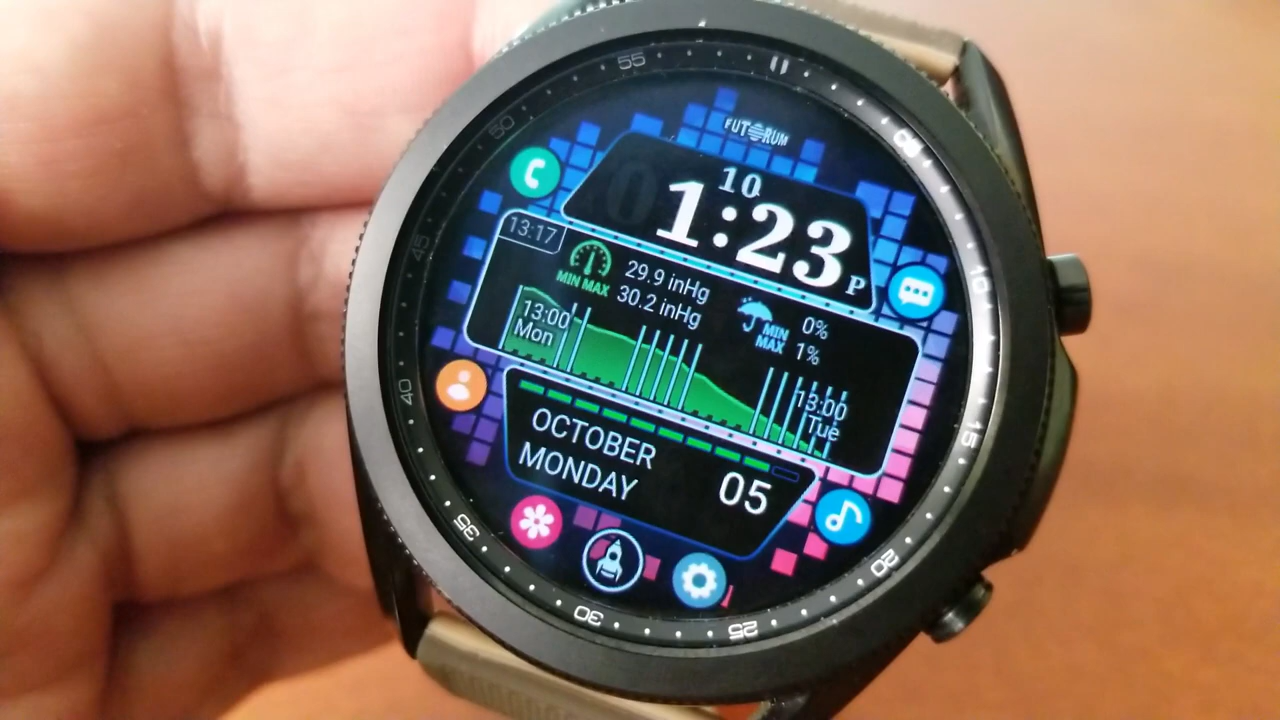 FUTORUM
10
1:23 P
13:17
MIN MAX
29.9 inHg
30.2 inHg
MIN
MAX
0%
1%
13:00
Mon
13:00
Tue
OCTOBER
MONDAY
05
55
50
45
40
35
30
25
20
15
10